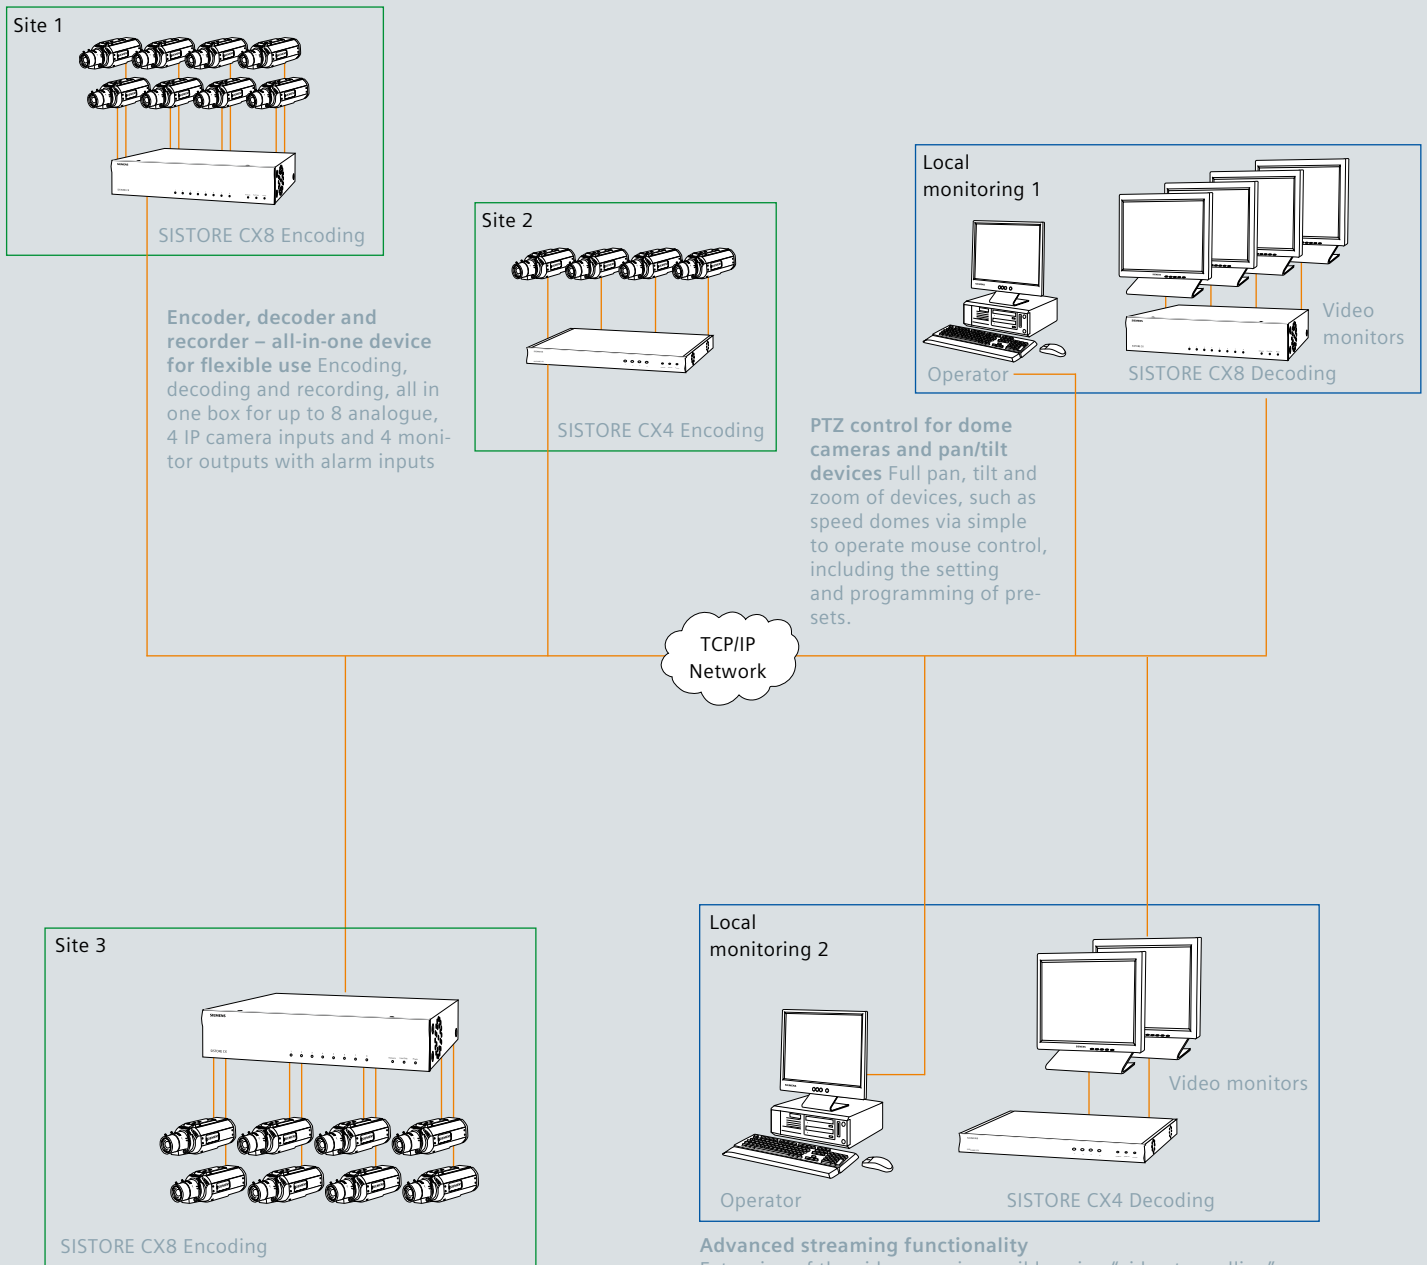 Site 1
SISTORE CX8 Encoding
Encoder, decoder and
recorder – all-in-one device
for flexible use Encoding,
decoding and recording, all in
one box for up to 8 analogue,
4 IP camera inputs and 4 moni-
tor outputs with alarm inputs
Site 2
SISTORE CX4 Encoding
Local
monitoring 1
Operator
Video
monitors
SISTORE CX8 Decoding
PTZ control for dome
cameras and pan/tilt
devices Full pan, tilt and
zoom of devices, such as
speed domes via simple
to operate mouse control,
including the setting
and programming of pre-
sets.
TCP/IP
Network
Site 3
SIEMENS
SISTORE CX
SISTORE CX8 Encoding
Local
monitoring 2
Video monitors
Operator
SISTORE CX4 Decoding
Advanced streaming functionality